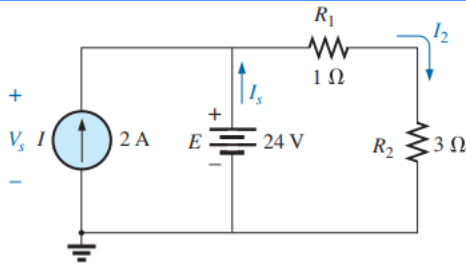 R₁
I₂
1 Ω
+
Iₛ
+
Vₛ I 2 A E 24 V R₂ 3 Ω
−
−